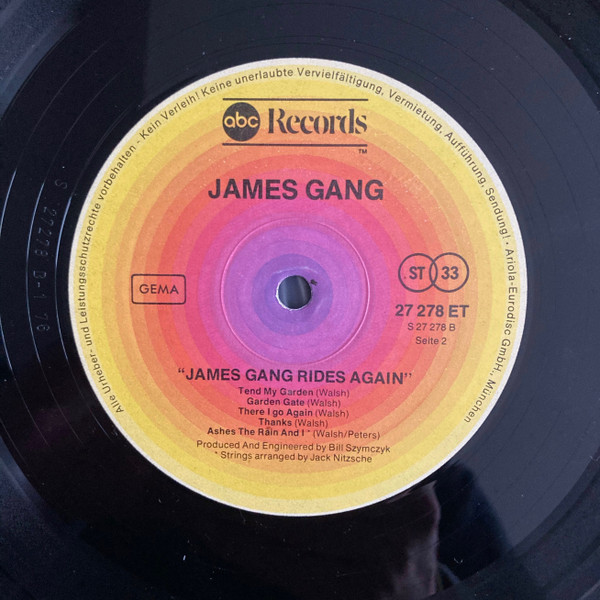 Alle Urheber- und Leistungsschutzrechte vorbehalten - Kein Verleih! Keine unerlaubte Vervielfältigung, Vermietung, Aufführung, Sendung! • Ariola-Eurodisc GmbH., München
abc Records
TM
JAMES GANG
GEMA
ST 33
27 278 ET
S 27 278 B
Seite 2
"JAMES GANG RIDES AGAIN"
Tend My Garden (Walsh)
Garden Gate (Walsh)
There I go Again (Walsh)
Thanks (Walsh)
Ashes The Rain And I * (Walsh/Peters)
Produced And Engineered by Bill Szymczyk
* Strings arranged by Jack Nitzsche